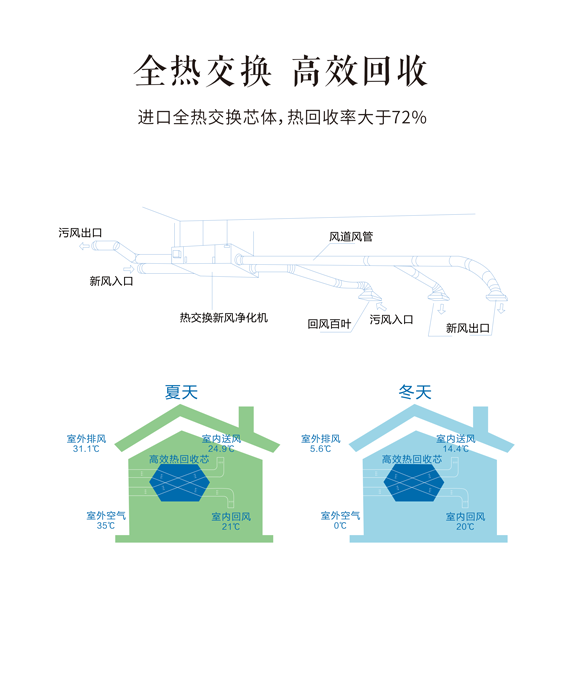 全热交换 高效回收
进口全热交换芯体，热回收率大于72%
污风出口
风道风管
新风入口
热交换新风净化机
回风百叶
污风入口
新风出口
夏天
室外排风
31.1℃
室内送风
24.9℃
高效热回收芯
室外空气
35℃
室内回风
21℃
冬天
室外排风
5.6℃
室内送风
14.4℃
高效热回收芯
室外空气
0℃
室内回风
20℃